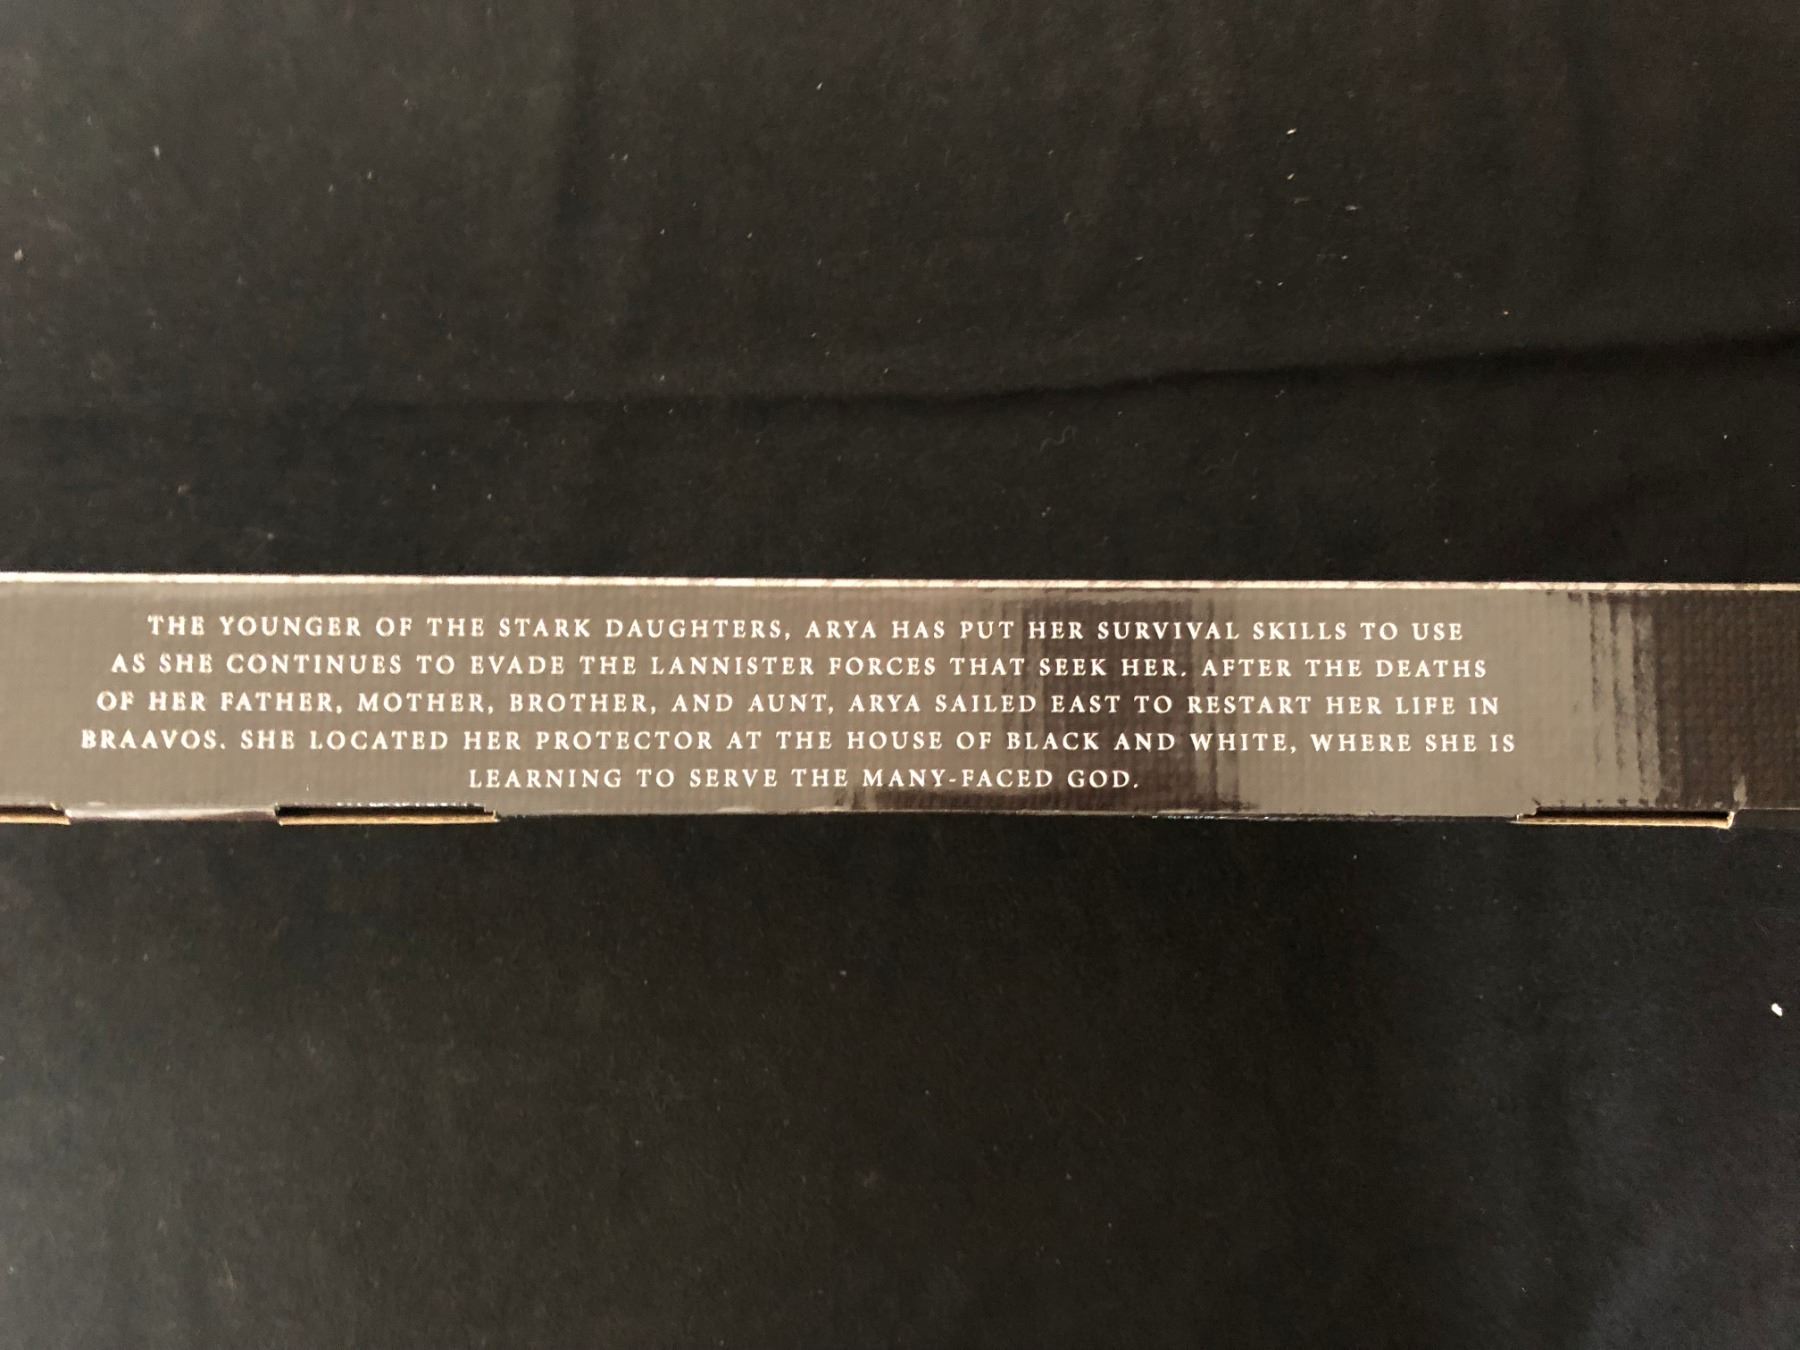 THE YOUNGER OF THE STARK DAUGHTERS, ARYA HAS PUT HER SURVIVAL SKILLS TO USE
AS SHE CONTINUES TO EVADE THE LANNISTER FORCES THAT SEEK HER. AFTER THE DEATHS
OF HER FATHER, MOTHER, BROTHER, AND AUNT, ARYA SAILED EAST TO RESTART HER LIFE IN
BRAAVOS. SHE LOCATED HER PROTECTOR AT THE HOUSE OF BLACK AND WHITE, WHERE SHE IS
LEARNING TO SERVE THE MANY-FACED GOD.